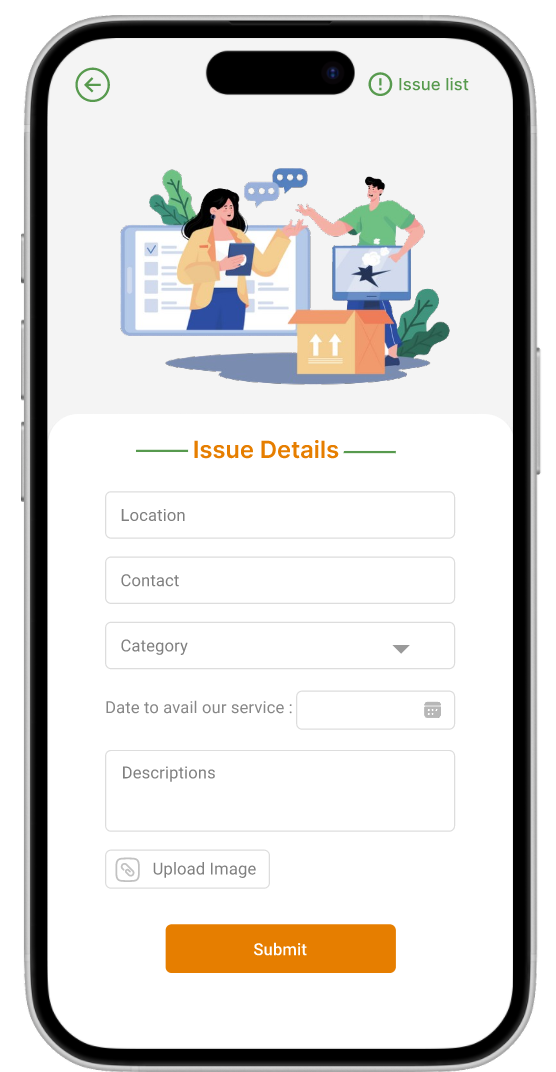 Issue list
Issue Details
Location
Contact
Category
Date to avail our service :
Descriptions
Upload Image
Submit